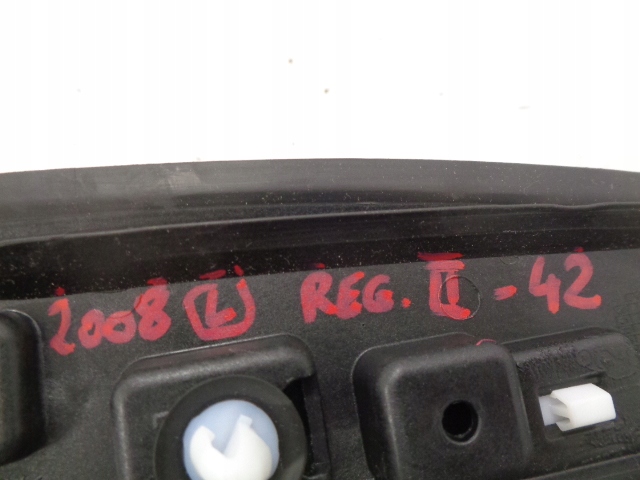 2008 (L) REG. II - 42